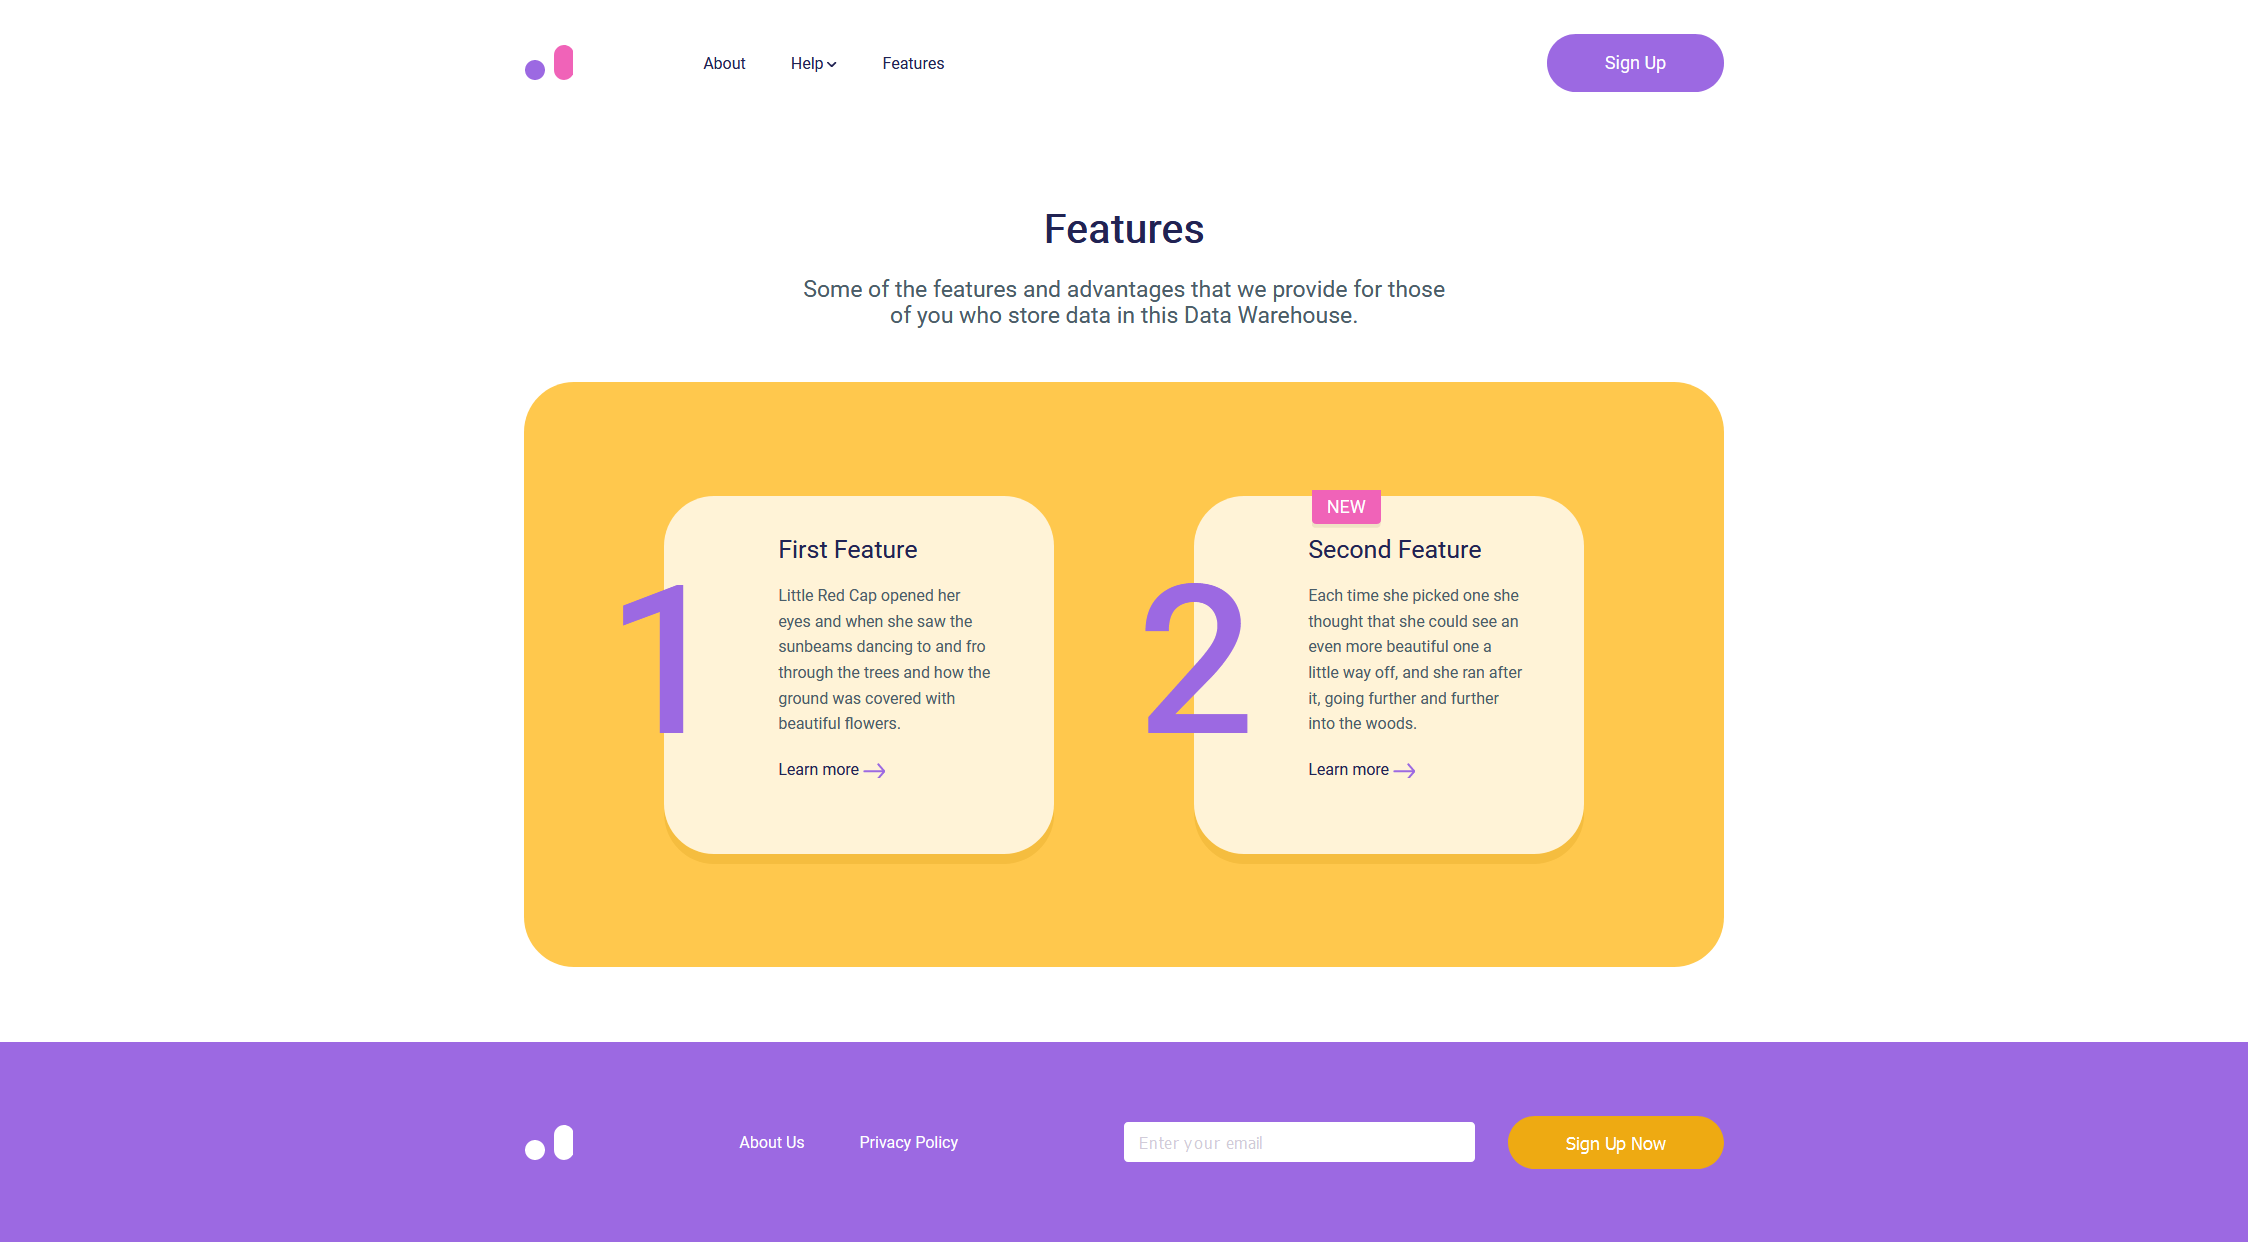 About
Help
Features
Sign Up
Features
Some of the features and advantages that we provide for those
of you who store data in this Data Warehouse.
1
First Feature
Little Red Cap opened her
eyes and when she saw the
sunbeams dancing to and fro
through the trees and how the
ground was covered with
beautiful flowers.
Learn more
2
NEW
Second Feature
Each time she picked one she
thought that she could see an
even more beautiful one a
little way off, and she ran after
it, going further and further
into the woods.
Learn more
About Us
Privacy Policy
Enter your email
Sign Up Now